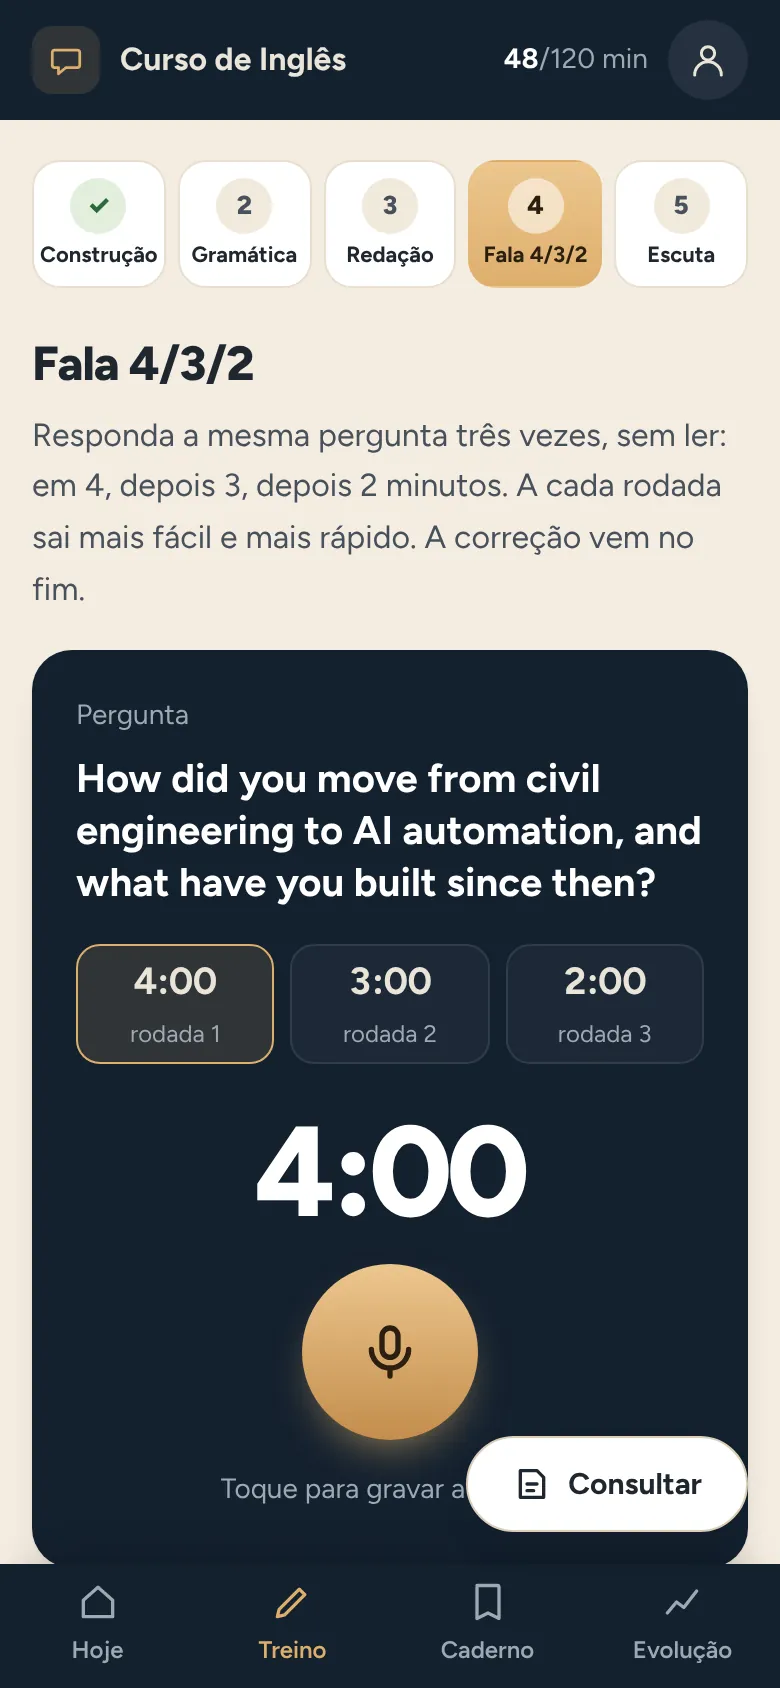 Curso de Inglês
48/120 min
2
3
4
5
Construção
Gramática
Redação
Fala 4/3/2
Escuta
Fala 4/3/2
Responda a mesma pergunta três vezes, sem ler:
em 4, depois 3, depois 2 minutos. A cada rodada
sai mais fácil e mais rápido. A correção vem no
fim.
Pergunta
How did you move from civil
engineering to AI automation, and
what have you built since then?
4:00
rodada 1
3:00
rodada 2
2:00
rodada 3
4:00
Toque para gravar a
Consultar
Hoje
Treino
Caderno
Evolução